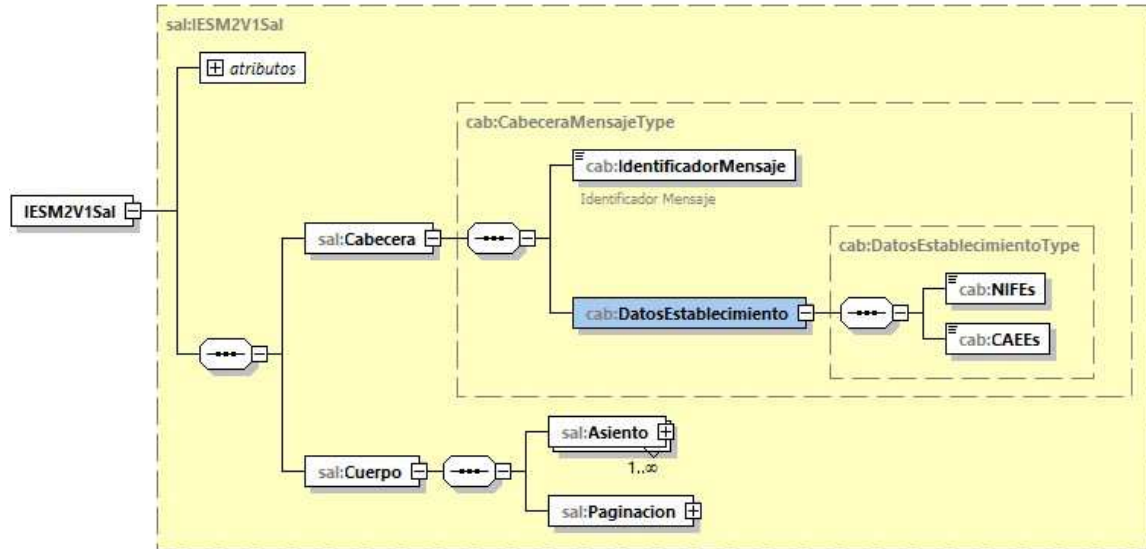 sal:IESM2V1Sal
atributos
cab:CabeceraMensajeType
cab:IdentificadorMensaje
Identificador Mensaje
IESM2V1Sal
sal:Cabecera
cab:DatosEstablecimientoType
cab:NIFEs
cab:DatosEstablecimiento
cab:CAEEs
sal:Asiento
1..∞
sal:Cuerpo
sal:Paginacion